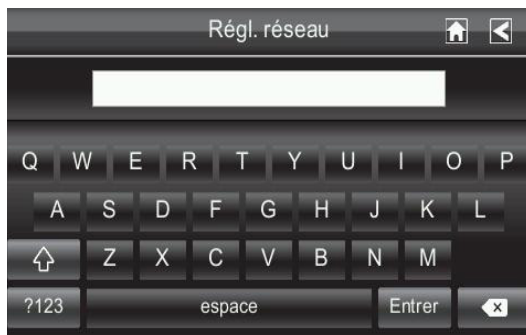 Régl. réseau
Q W E R T Y U I O P
A S D F G H J K L
Z X C V B N M
?123 espace Entrer